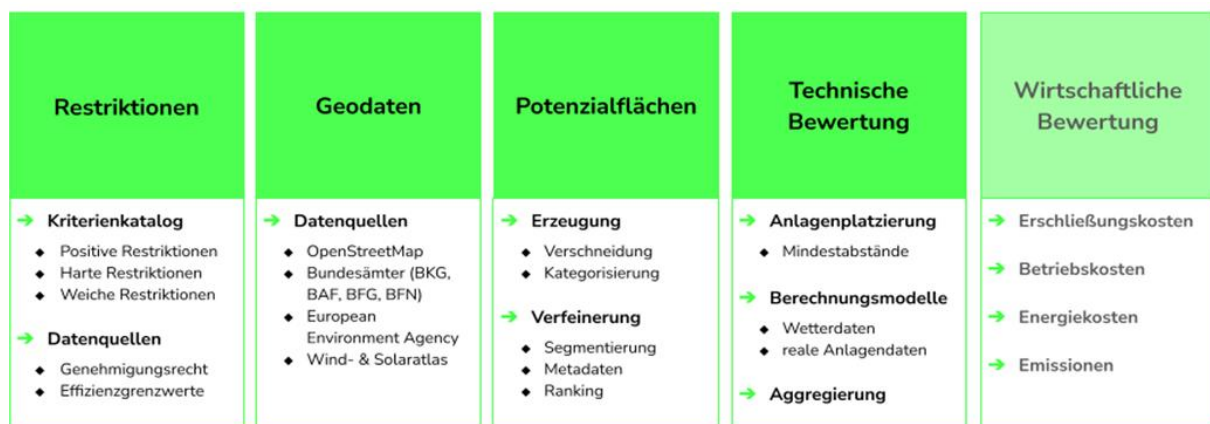 Restriktionen
Kriterienkatalog
Positive Restriktionen
Harte Restriktionen
Weiche Restriktionen
Datenquellen
Genehmigungsrecht
Effizienzgrenzwerte
Geodaten
Datenquellen
OpenStreetMap
Bundesämter (BKG,
BAF, BFG, BFN)
European
Environment Agency
Wind- & Solaratlas
Potenzialflächen
Erzeugung
Verschneidung
Kategorisierung
Verfeinerung
Segmentierung
Metadaten
Ranking
Technische
Bewertung
Anlagenplatzierung
Mindestabstände
Berechnungsmodelle
Wetterdaten
reale Anlagendaten
Aggregierung
Wirtschaftliche
Bewertung
Erschließungskosten
Betriebskosten
Energiekosten
Emissionen